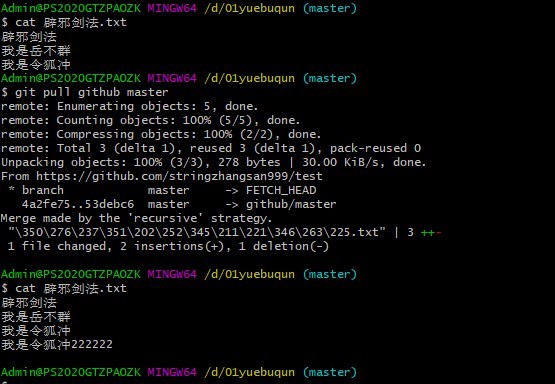 Admin@PS2020GTZPAOZK MINGW64 /d/01yuebuqun (master)
$ cat 辟邪剑法.txt
辟邪剑法
我是岳不群
我是令狐冲
Admin@PS2020GTZPAOZK MINGW64 /d/01yuebuqun (master)
$ git pull github master
remote: Enumerating objects: 5, done.
remote: Counting objects: 100% (5/5), done.
remote: Compressing objects: 100% (2/2), done.
remote: Total 3 (delta 1), reused 3 (delta 1), pack-reused 0
Unpacking objects: 100% (3/3), 278 bytes | 30.00 KiB/s, done.
From https://github.com/stringzhangsan999/test
 * branch            master     -> FETCH_HEAD
   4a2fe75..53debc6  master     -> github/master
Merge made by the 'recursive' strategy.
 "\350\276\237\351\202\252\345\211\221\346\263\225.txt" | 3 ++-
 1 file changed, 2 insertions(+), 1 deletion(-)
Admin@PS2020GTZPAOZK MINGW64 /d/01yuebuqun (master)
$ cat 辟邪剑法.txt
辟邪剑法
我是岳不群
我是令狐冲
我是令狐冲222222
Admin@PS2020GTZPAOZK MINGW64 /d/01yuebuqun (master)